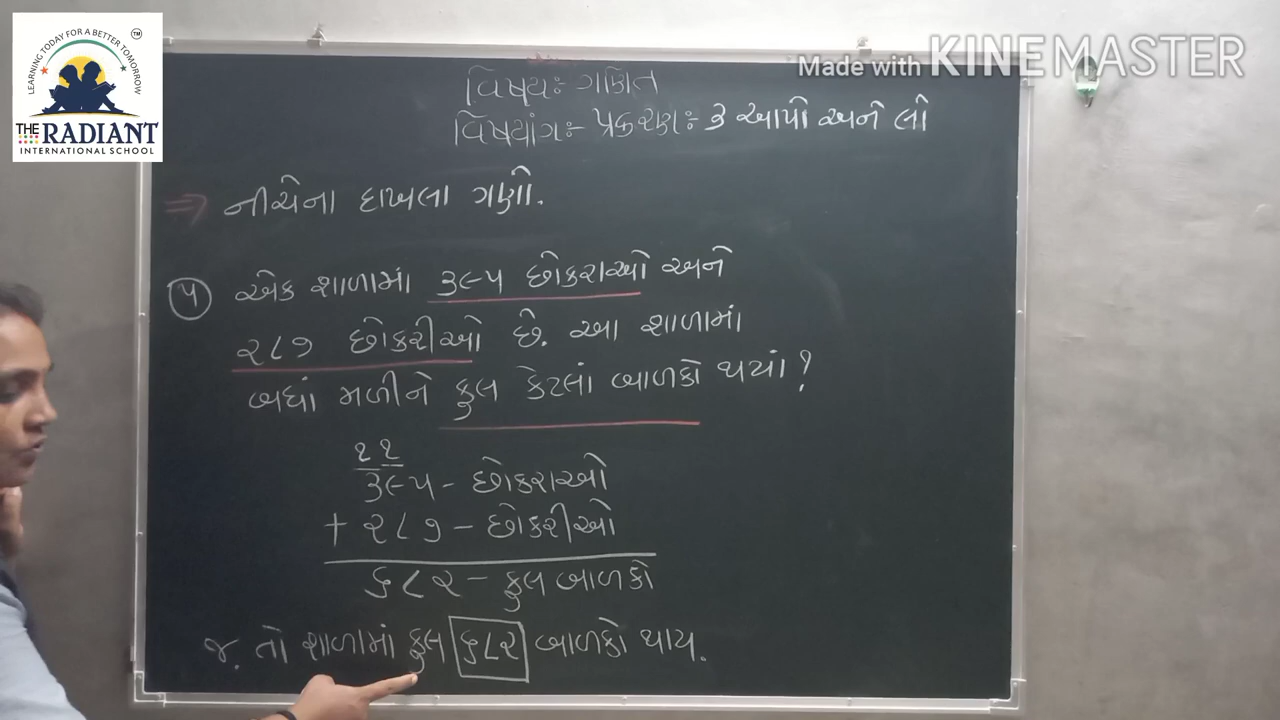 LEARNING TODAY FOR A BETTER TOMORROW
TM
THE RADIANT
INTERNATIONAL SCHOOL
Made with KINEMASTER
વિષય:- ગણિત
વિષયાંગ:- પ્રકરણ:- ૩ આપો અને લો
⇒ નીચેના દાખલા ગણો.
૫ એક શાળામાં ૩૯૫ છોકરાઓ અને
૨૮૭ છોકરીઓ છે. આ શાળામાં
બધાં મળીને કુલ કેટલાં બાળકો થયાં?
૧ ૧
૩૯૫ - છોકરાઓ
+ ૨૮૭ - છોકરીઓ
૬૮૨ - કુલ બાળકો
જ. તો શાળામાં કુલ ૬૮૨ બાળકો થાય.